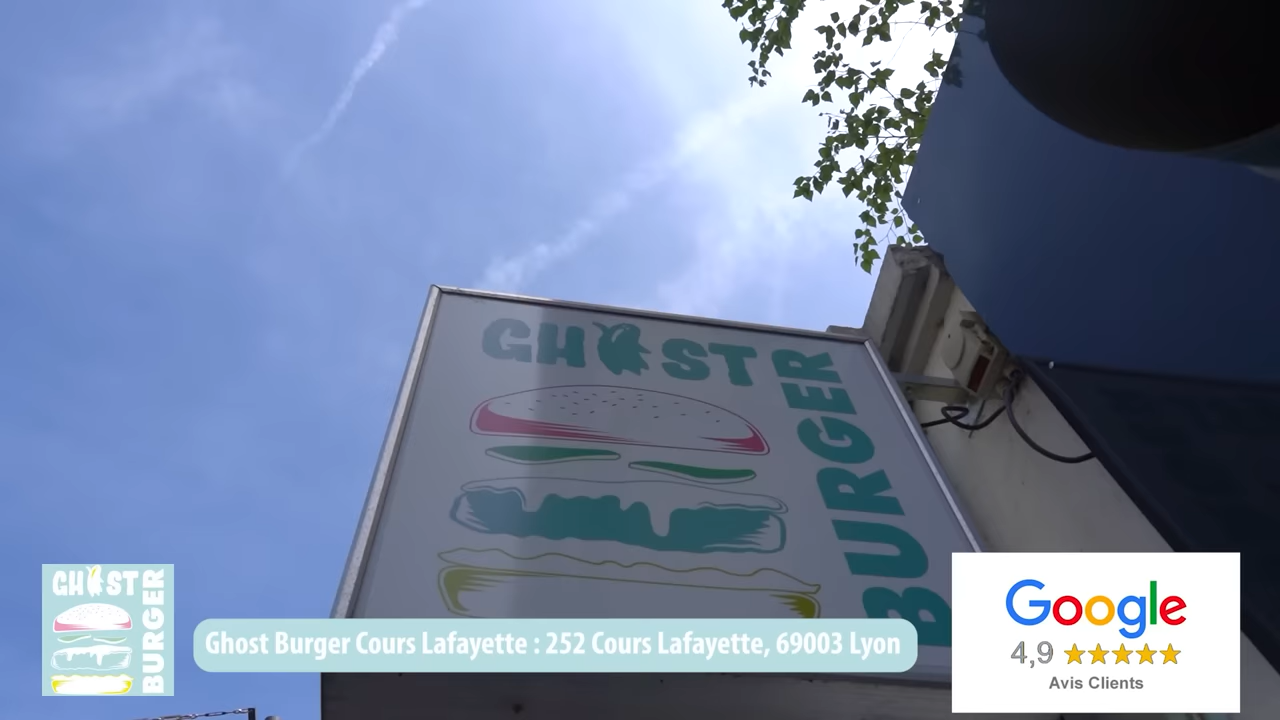 GHOST
BURGER
GHOST
BURGER
Ghost Burger Cours Lafayette : 252 Cours Lafayette, 69003 Lyon
Google
4,9
Avis Clients